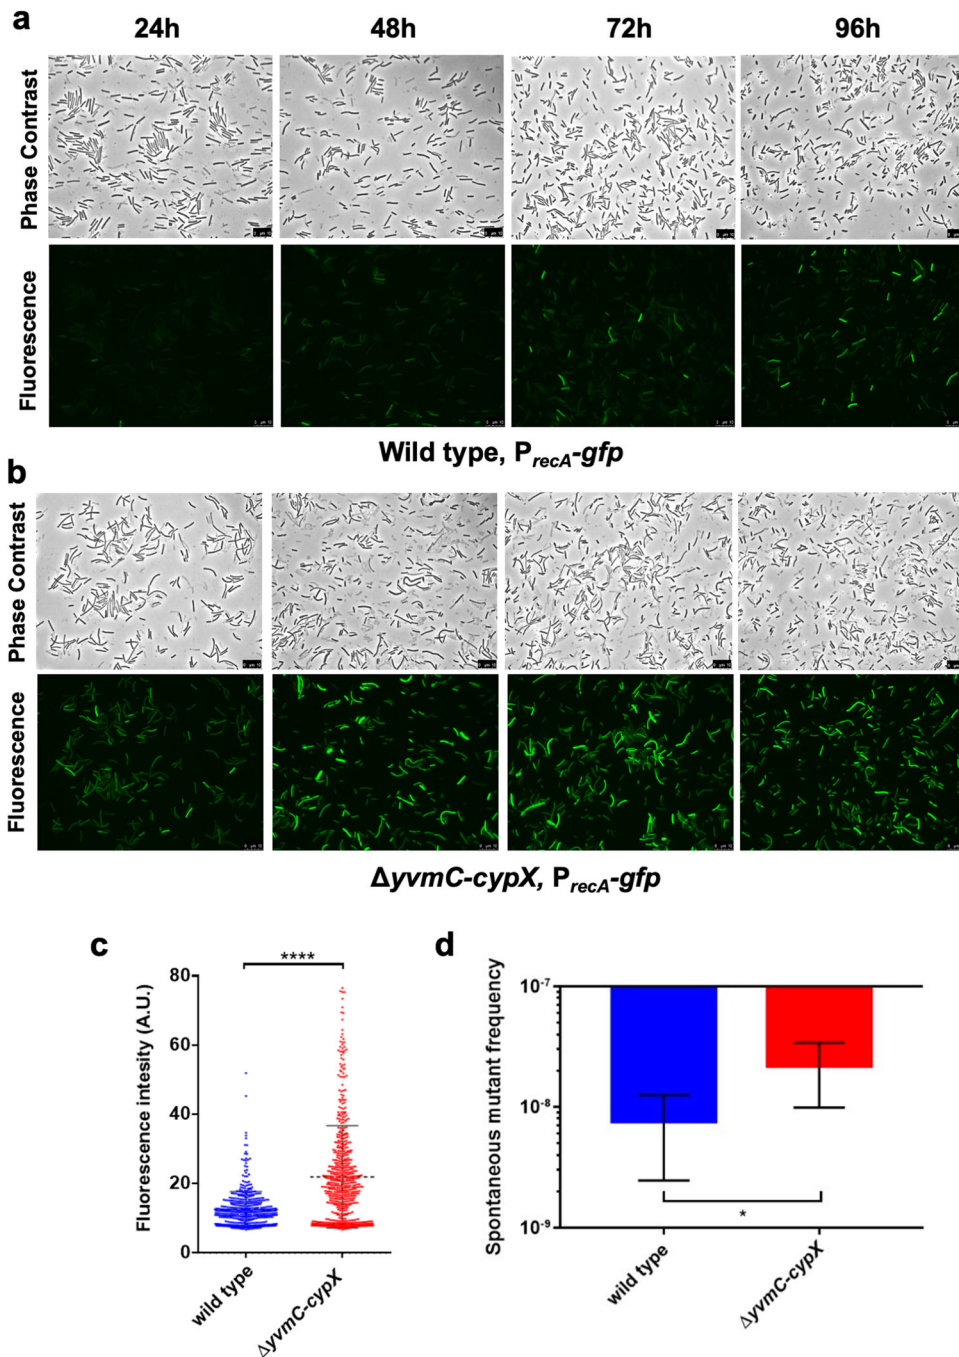 a
24h 48h 72h 96h
Phase Contrast
Fluorescence
Wild type, PrecA-gfp
b
Phase Contrast
Fluorescence
ΔyvmC-cypX, PrecA-gfp
c
****
Fluorescence intesity (A.U.)
80
60
40
20
0
wild type
ΔyvmC-cypX
d
Spontaneous mutant frequency
10-7
10-8
10-9
*
wild type
ΔyvmC-cypX